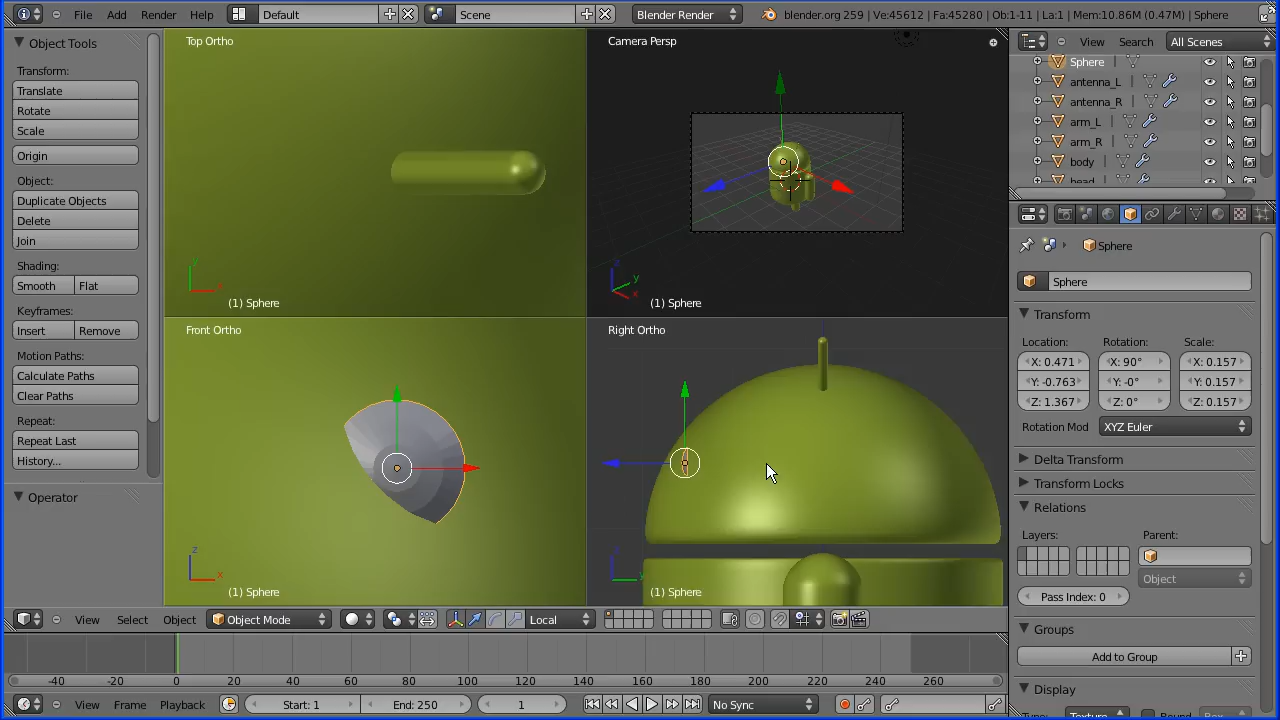 File Add Render Help Default Scene Blender Render blender.org 259 | Ve:45612 | Fa:45280 | Ob:1-11 | La:1 | Mem:10.86M (0.47M) | Sphere
Object Tools
Transform:
Translate
Rotate
Scale
Origin
Object:
Duplicate Objects
Delete
Join
Shading:
Smooth Flat
Keyframes:
Insert Remove
Motion Paths:
Calculate Paths
Clear Paths
Repeat:
Repeat Last
History...
Operator
Top Ortho
y
(1) Sphere
Camera Persp
y
x
(1) Sphere
Front Ortho
z
x
(1) Sphere
Right Ortho
(1) Sphere
View Select Object Object Mode Local
-40 -20 0 20 40 60 80 100 120 140 160 180 200 220 240 260
View Frame Playback Start: 1 End: 250 1 No Sync
View Search All Scenes
Sphere
antenna_L
antenna_R
arm_L
arm_R
body
head
Sphere
Sphere
Transform
Location: Rotation: Scale:
X: 0.471 X: 90° X: 0.157
Y: -0.763 Y: -0° Y: 0.157
Z: 1.367 Z: 0° Z: 0.157
Rotation Mod XYZ Euler
Delta Transform
Transform Locks
Relations
Layers: Parent:
Object
Pass Index: 0
Groups
Add to Group
Display